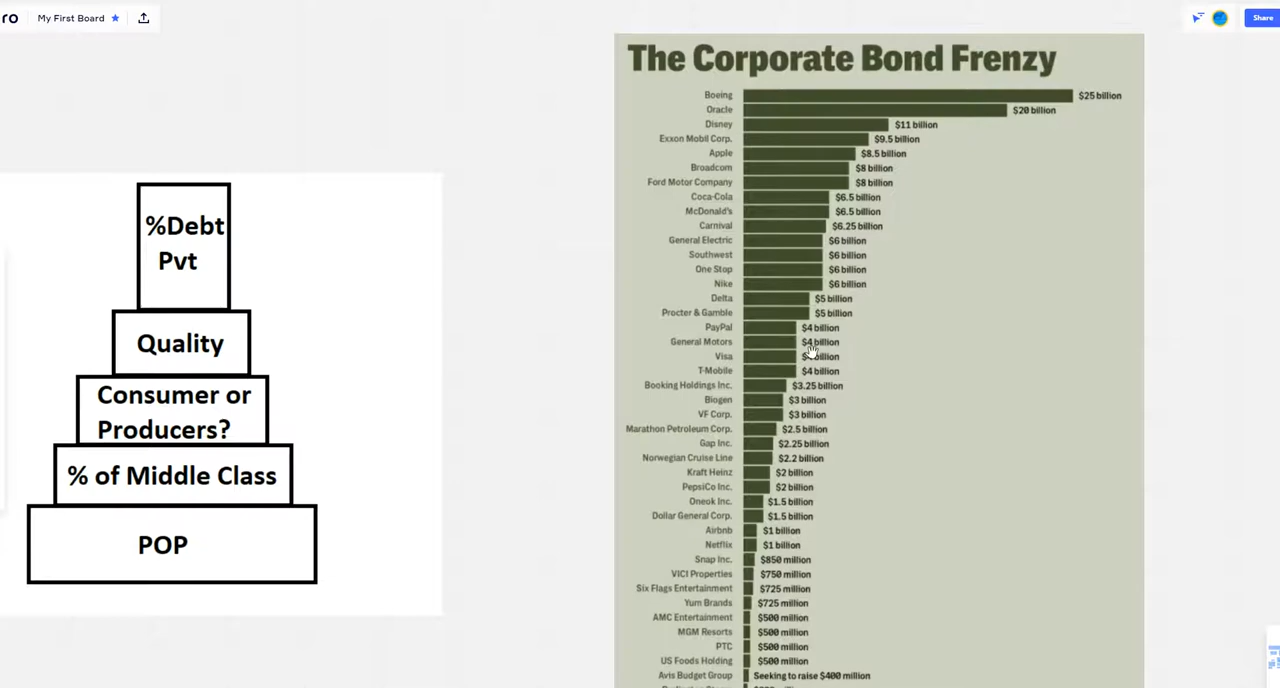 ro
My First Board
Share
%Debt
Pvt
Quality
Consumer or
Producers?
% of Middle Class
POP
The Corporate Bond Frenzy
Boeing $25 billion
Oracle $20 billion
Disney $11 billion
Exxon Mobil Corp. $9.5 billion
Apple $8.5 billion
Broadcom $8 billion
Ford Motor Company $8 billion
Coca-Cola $6.5 billion
McDonald's $6.5 billion
Carnival $6.25 billion
General Electric $6 billion
Southwest $6 billion
One Stop $6 billion
Nike $6 billion
Delta $5 billion
Procter & Gamble $5 billion
PayPal $4 billion
General Motors $4 billion
Visa billion
T-Mobile $4 billion
Booking Holdings Inc. $3.25 billion
Biogen $3 billion
VF Corp. $3 billion
Marathon Petroleum Corp. $2.5 billion
Gap Inc. $2.25 billion
Norwegian Cruise Line $2.2 billion
Kraft Heinz $2 billion
PepsiCo Inc. $2 billion
Oneok Inc. $1.5 billion
Dollar General Corp. $1.5 billion
Airbnb $1 billion
Netflix $1 billion
Snap Inc. $850 million
VICI Properties $750 million
Six Flags Entertainment $725 million
Yum Brands $725 million
AMC Entertainment $500 million
MGM Resorts $500 million
PTC $500 million
US Foods Holding $500 million
Avis Budget Group Seeking to raise $400 million